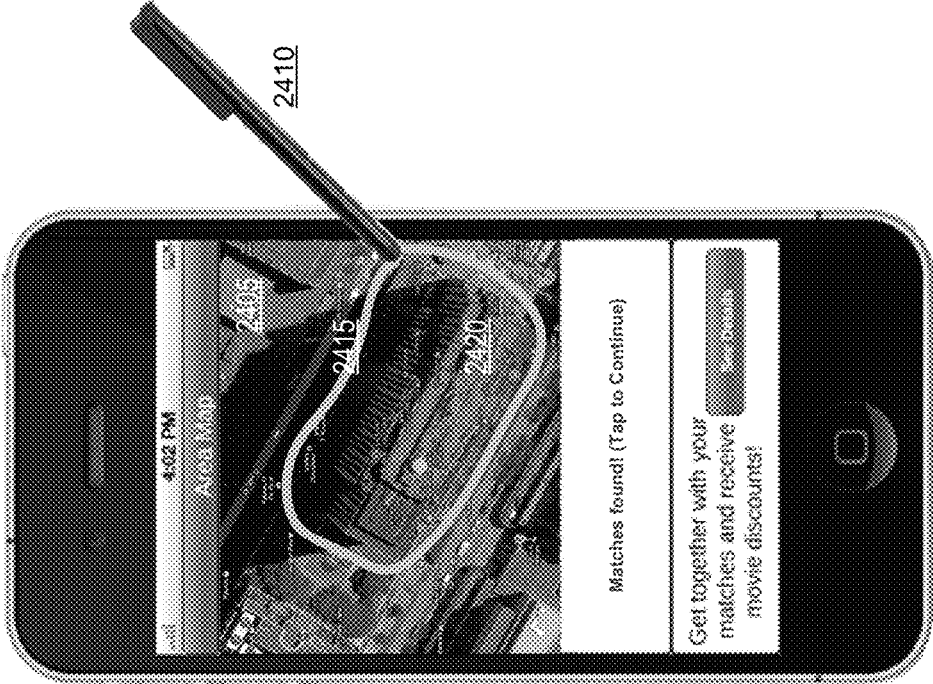 2410
4:02 PM
Area Map
2405
2415
2420
Matches found! (Tap to Continue)
Get together with your
matches and receive
movie discounts!